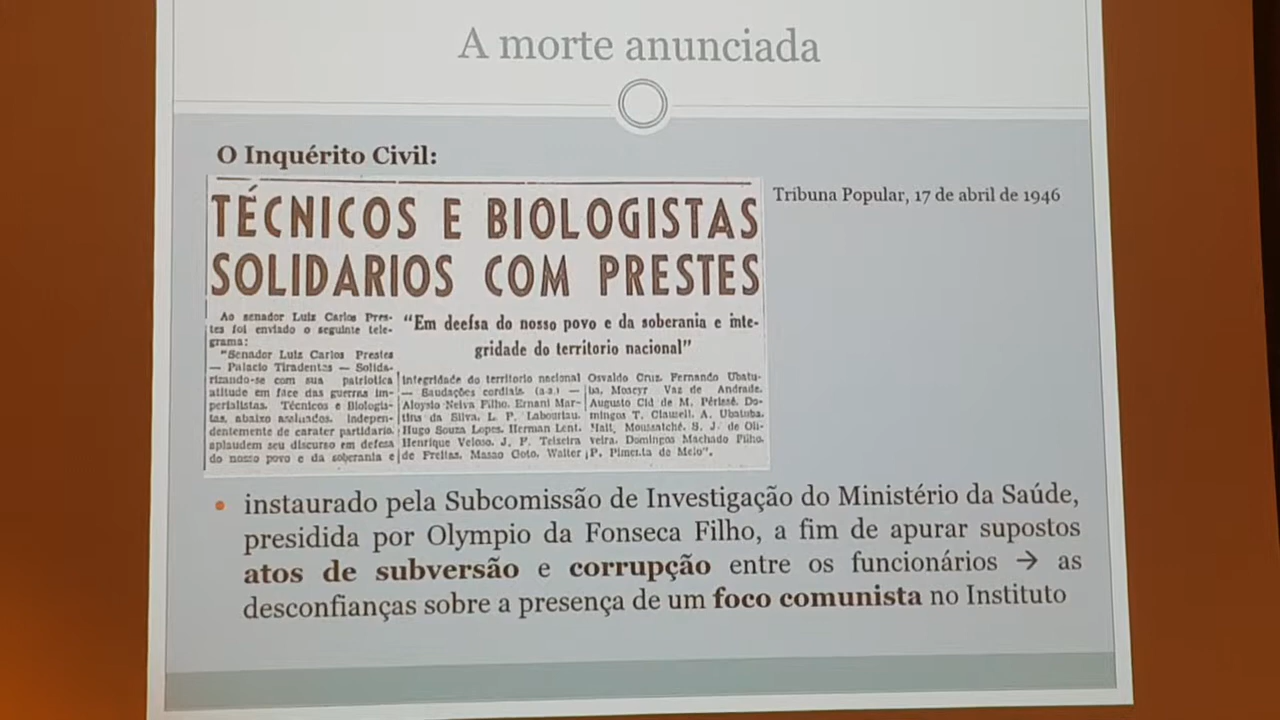 A morte anunciada
O Inquérito Civil:
TÉCNICOS E BIOLOGISTAS
SOLIDARIOS COM PRESTES
Tribuna Popular, 17 de abril de 1946
Ao senador Luiz Carlos Pres-
tes foi enviado o seguinte tele-
grama:
"Senador Luiz Carlos Prestes
— Palacio Tiradentes — Solida-
rizando-se com sua patriotica
atitude em face das guerras im-
perialistas. Técnicos e Biologis-
tas, abaixo assinados. Indepen-
dentemente de carater partidario.
aplaudem seu discurso em defesa
do nosso povo e da soberania e
"Em deefsa do nosso povo e da soberania e inte-
gridade do territorio nacional"
integridade do territorio nacional
— Saudações cordiais. (a.a.) —
Aloysio Neiva Filho. Ernani Mar-
tins da Silva. L. P. Labouriau.
Hugo Souza Lopes. Herman Lent.
Henrique Veloso. J. F. Teixeira
de Freitas. Masao Goto. Walter
Osvaldo Cruz. Fernando Ubatu-
ba. Moacyr Vaz de Andrade.
Augusto Cid de M. Périssé. Do-
mingos T. Clausell. A. Ubatuba.
Mait. Moussatché. S. J. de Oli-
veira. Domingos Machado Filho.
P. Pimenta de Melo".
• instaurado pela Subcomissão de Investigação do Ministério da Saúde,
presidida por Olympio da Fonseca Filho, a fim de apurar supostos
atos de subversão e corrupção entre os funcionários → as
desconfianças sobre a presença de um foco comunista no Instituto